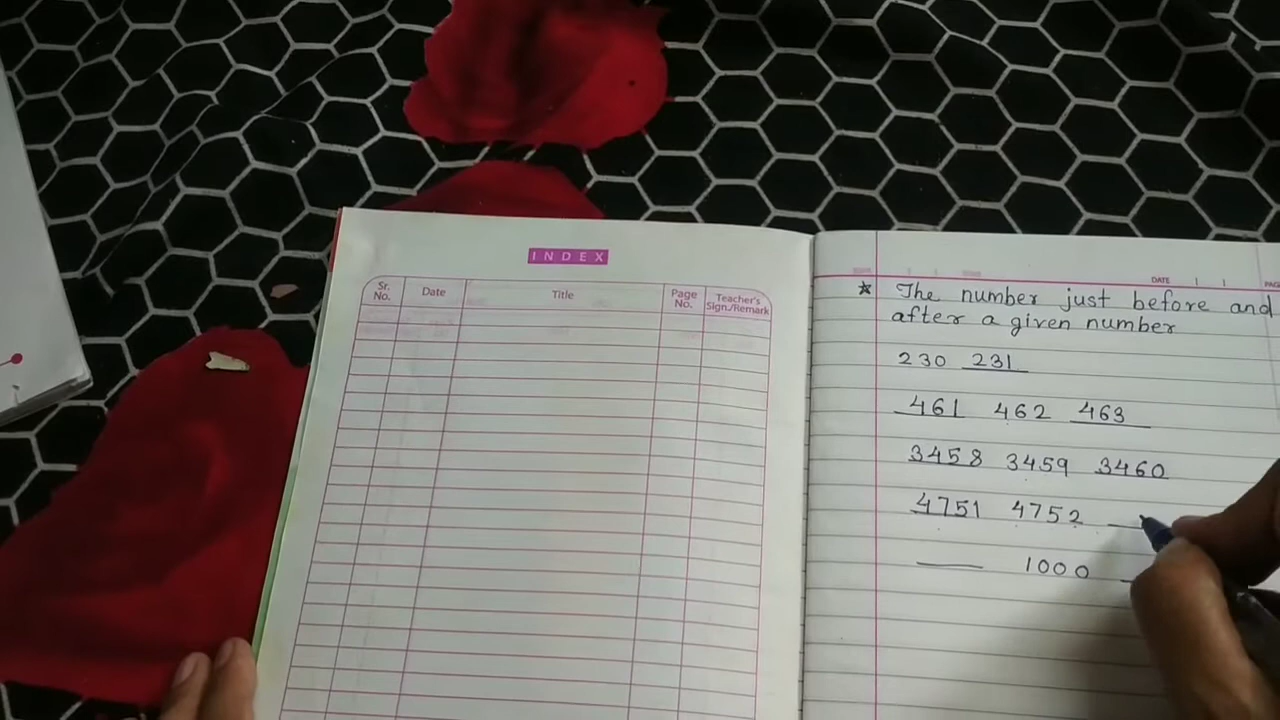 INDEX
Sr. No. Date Title Page No. Teacher's Sign./Remark
DATE
* The number just before and
after a given number
230 231
461 462 463
3458 3459 3460
4751 4752
1000